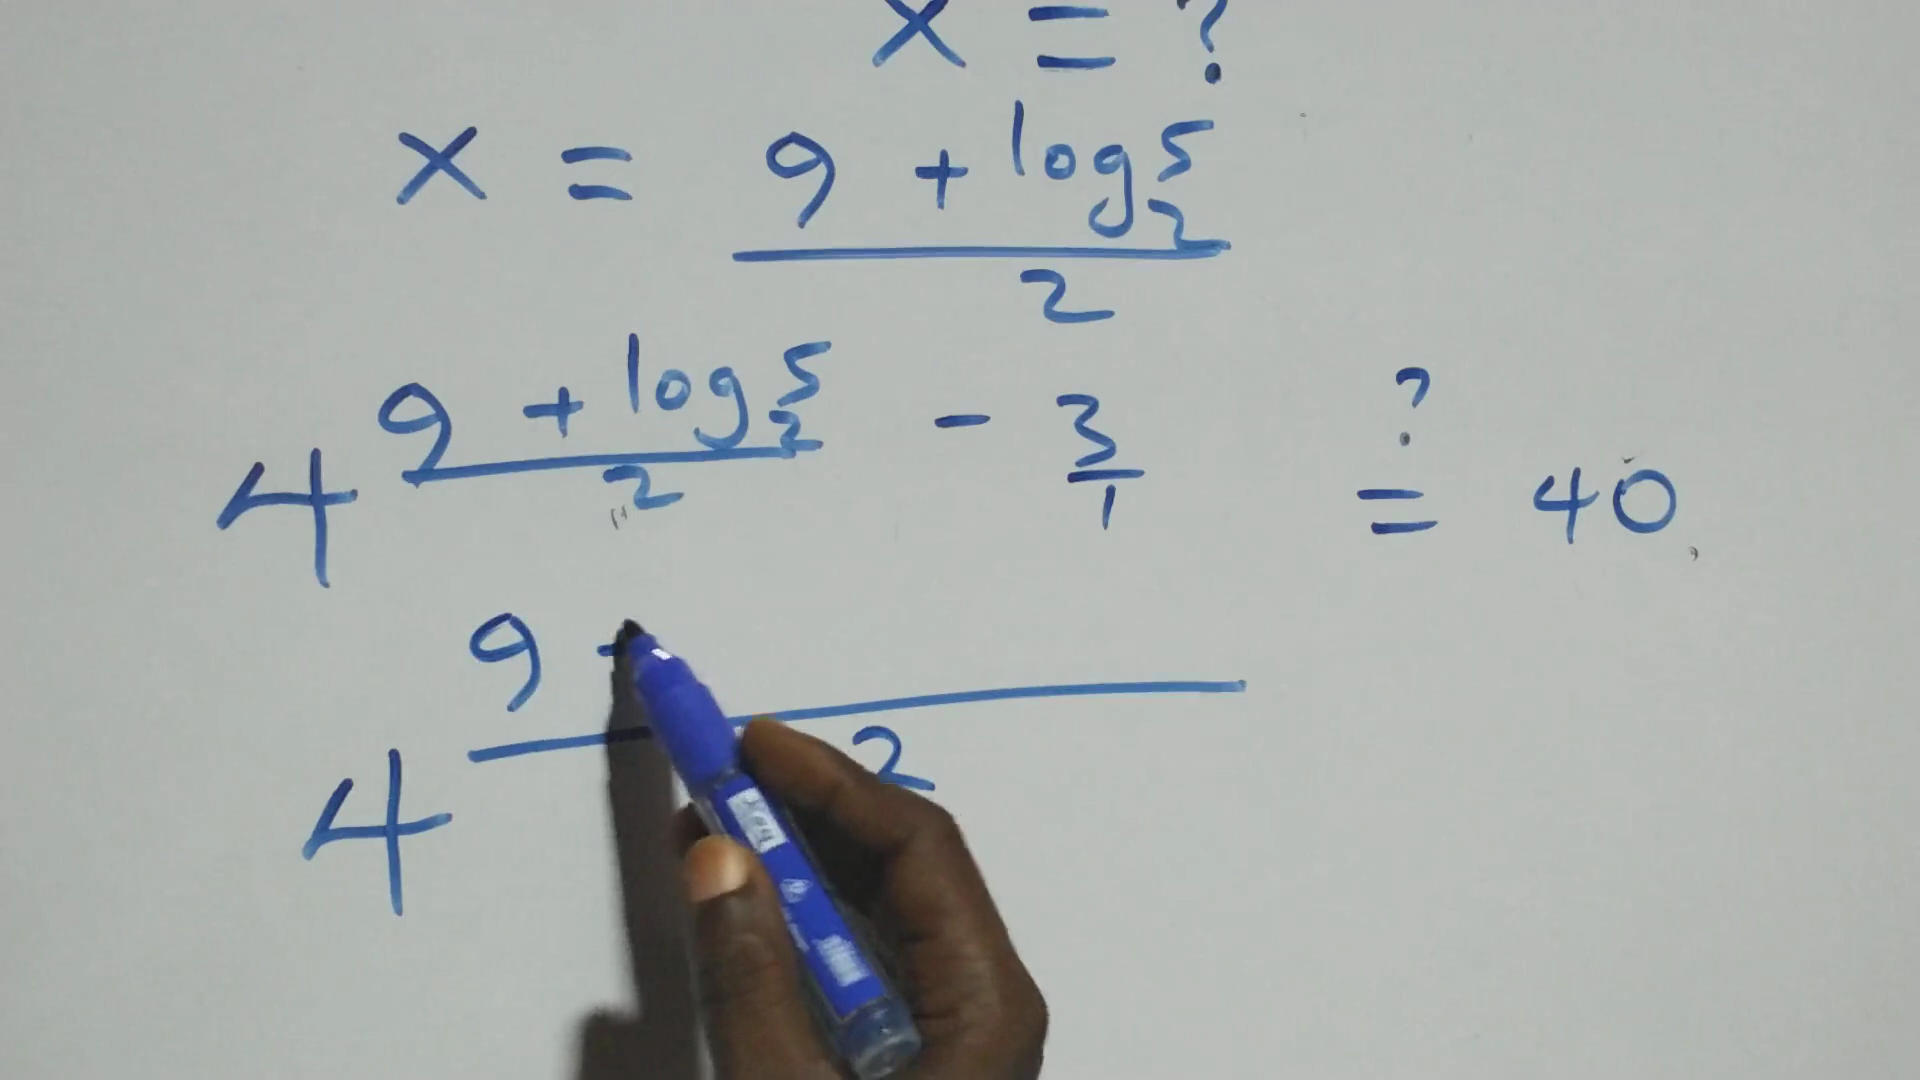 x = ?
x = 9 + log₂5 / 2
4^(9 + log₂5 / 2 - 3/1) ?= 40
4^(9 + / 2)